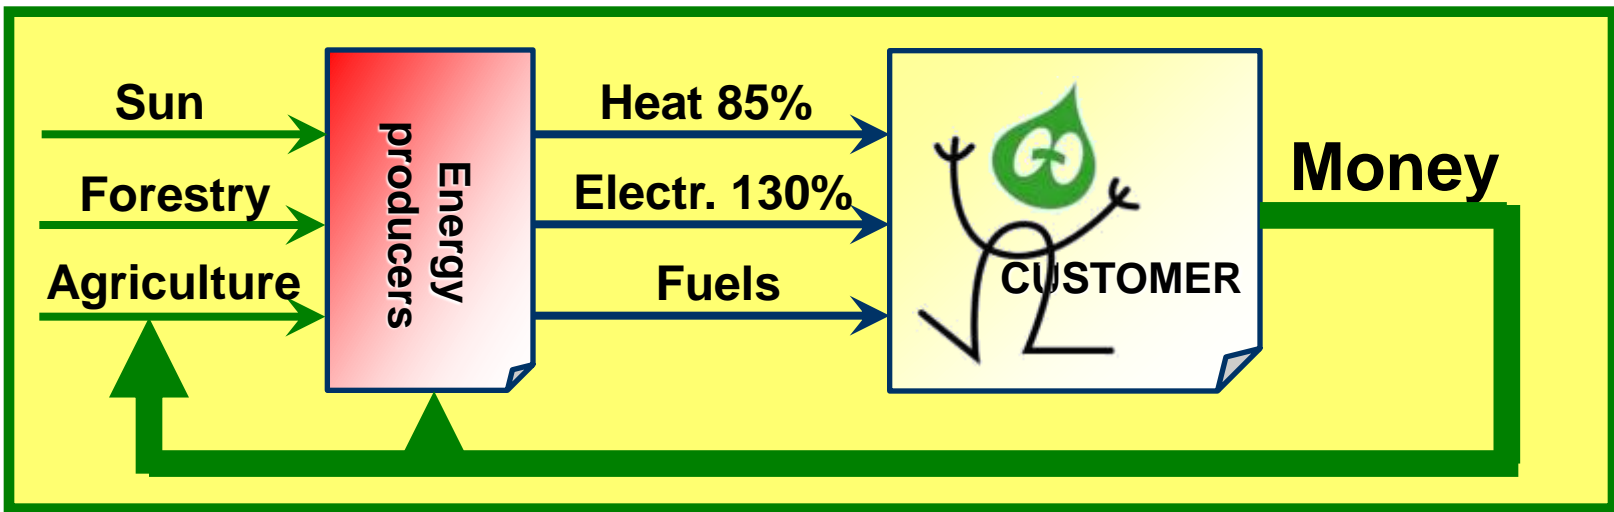 Sun
Forestry
Agriculture
Energy
producers
Heat 85%
Electr. 130%
Fuels
CUSTOMER
Money